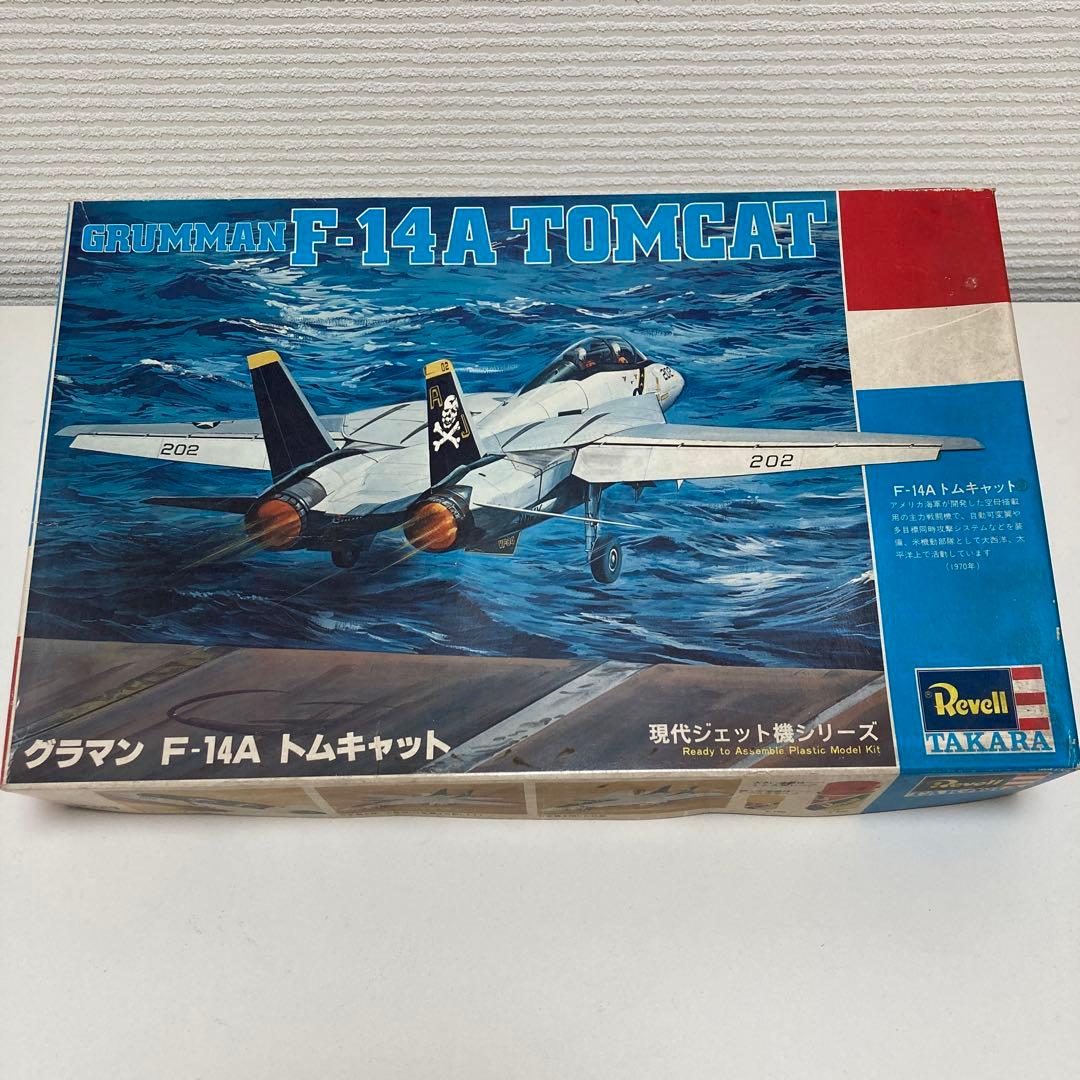 GRUMMAN F-14A TOMCAT
02
A
J
202
202
202
F-14A トムキャット
アメリカ海軍が開発した空母搭載
用の主力戦闘機で、自動可変翼や
多目標同時攻撃システムなどを装
備、米機動部隊として大西洋、太
平洋上で活動しています
(1970年)
グラマン F-14A トムキャット
現代ジェット機シリーズ
Ready to Assemble Plastic Model Kit
Revell
TAKARA
Revell
TAKARA